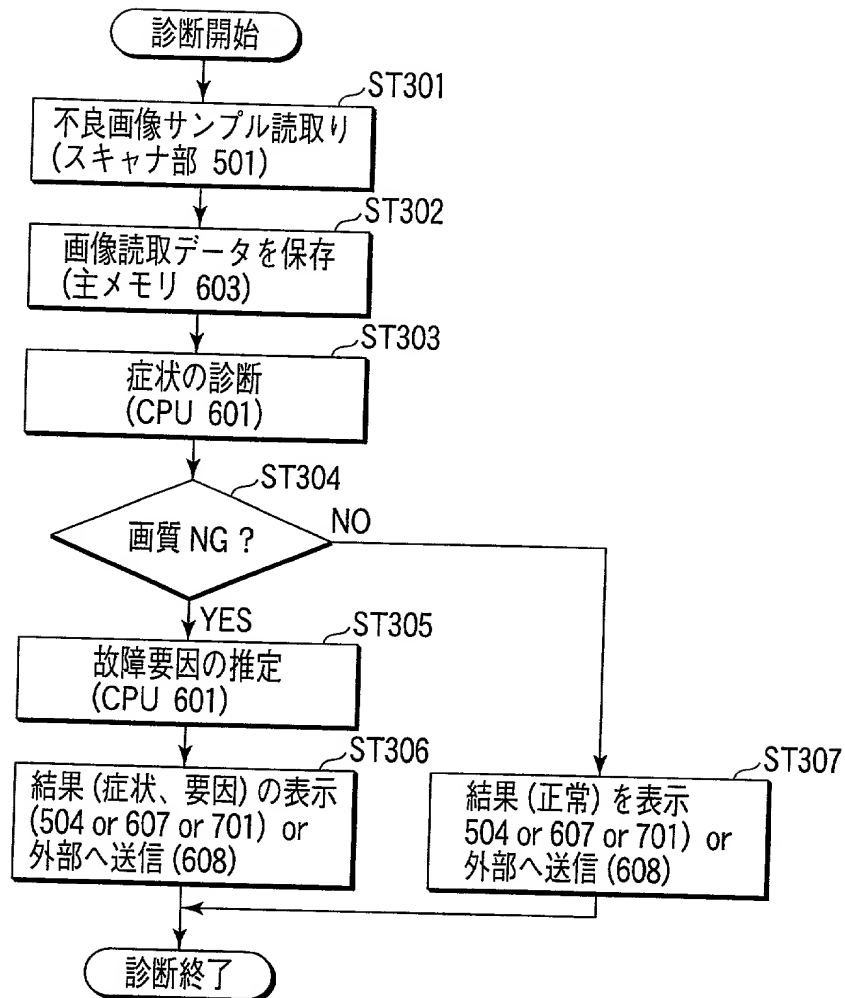 診断開始
ST301
不良画像サンプル読取り
(スキャナ部 501)
ST302
画像読取データを保存
(主メモリ 603)
ST303
症状の診断
(CPU 601)
ST304
画質 NG ?
NO
YES
ST305
故障要因の推定
(CPU 601)
ST306
結果 (症状、要因) の表示
(504 or 607 or 701) or
外部へ送信 (608)
ST307
結果 (正常) を表示
504 or 607 or 701) or
外部へ送信 (608)
診断終了